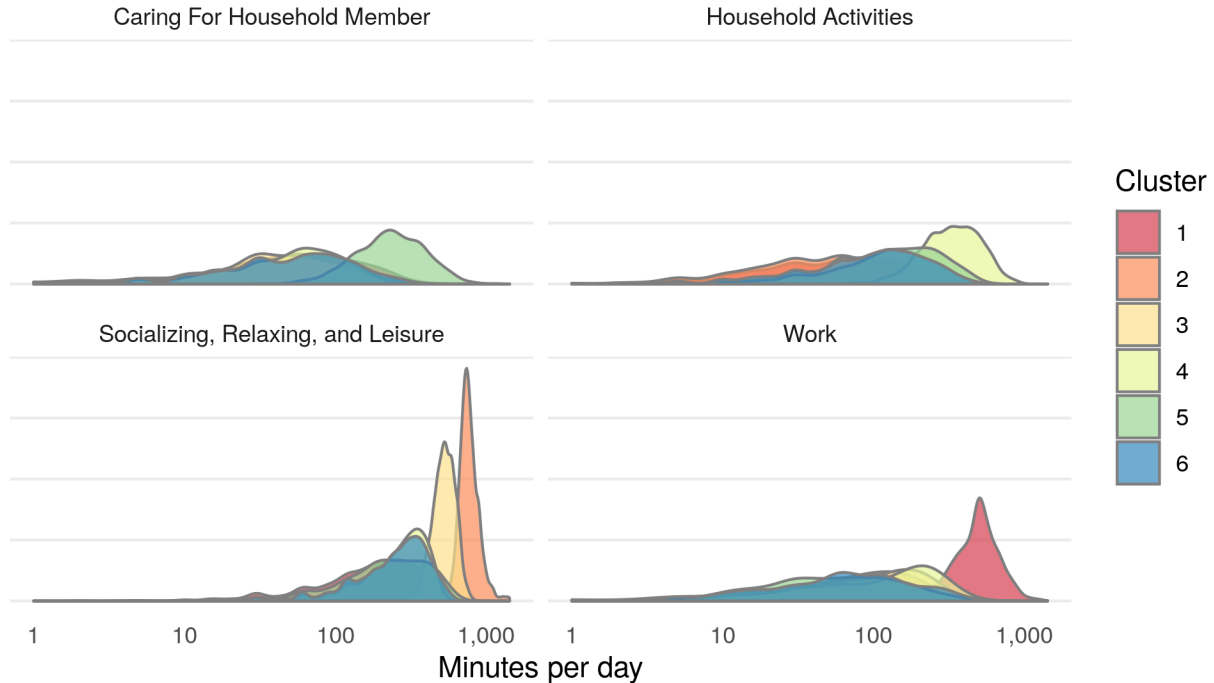 Caring For Household Member
Household Activities
Socializing, Relaxing, and Leisure
Work
1 10 100 1,000
1 10 100 1,000
Minutes per day
Cluster
1
2
3
4
5
6